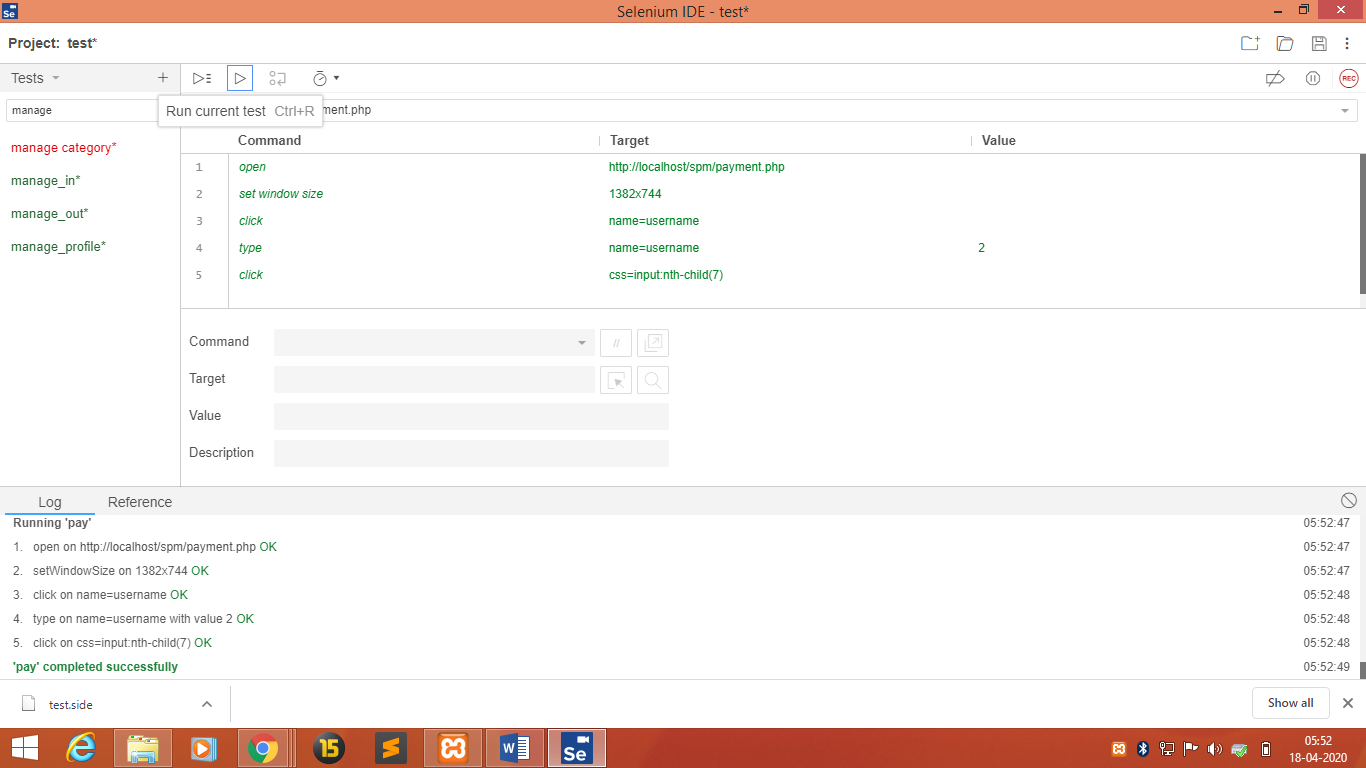 Se Selenium IDE - test*
Project: test*
Tests
manage
Run current test Ctrl+R
ment.php
REC
manage category*
manage_in*
manage_out*
manage_profile*
Command Target Value
1 open http://localhost/spm/payment.php
2 set window size 1382x744
3 click name=username
4 type name=username 2
5 click css=input:nth-child(7)
Command
//
Target
Value
Description
Log Reference
Running 'pay' 05:52:47
1. open on http://localhost/spm/payment.php OK 05:52:47
2. setWindowSize on 1382x744 OK 05:52:47
3. click on name=username OK 05:52:48
4. type on name=username with value 2 OK 05:52:48
5. click on css=input:nth-child(7) OK 05:52:48
'pay' completed successfully 05:52:49
test.side
Show all
15
W
Se
05:52
18-04-2020